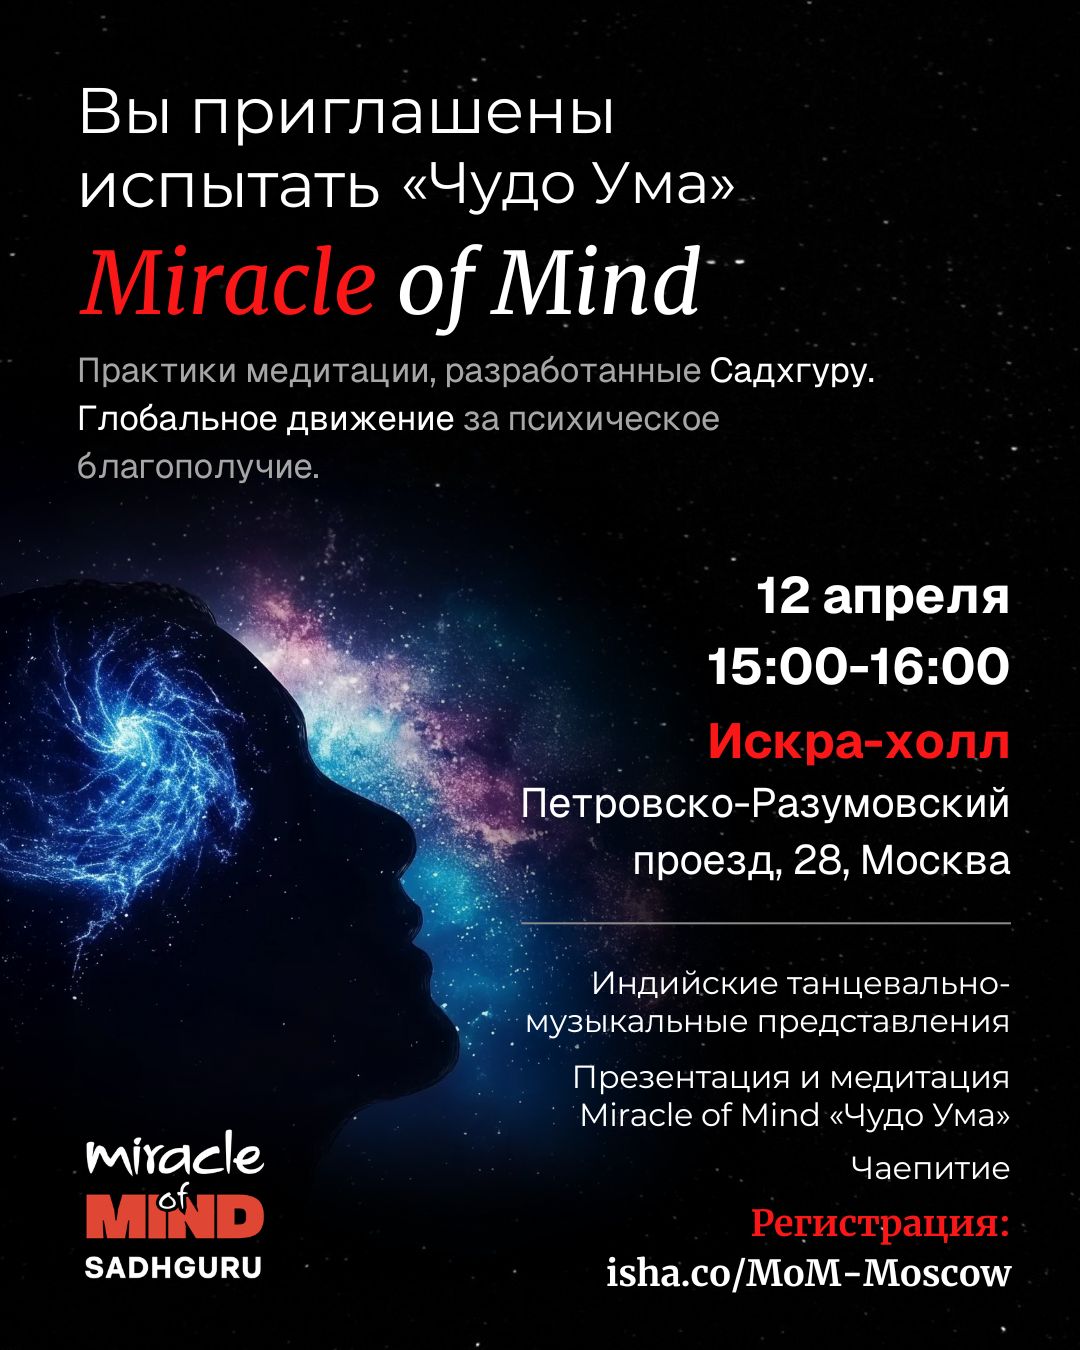 Вы приглашены
испытать «Чудо Ума»
Miracle of Mind
Практики медитации, разработанные Садхгуру.
Глобальное движение за психическое
благополучие.
12 апреля
15:00-16:00
Искра-холл
Петровско-Разумовский
проезд, 28, Москва
Индийские танцевально-
музыкальные представления
Презентация и медитация
Miracle of Mind «Чудо Ума»
Чаепитие
Регистрация:
isha.co/MoM-Moscow
miracle
of
MIND
SADHGURU